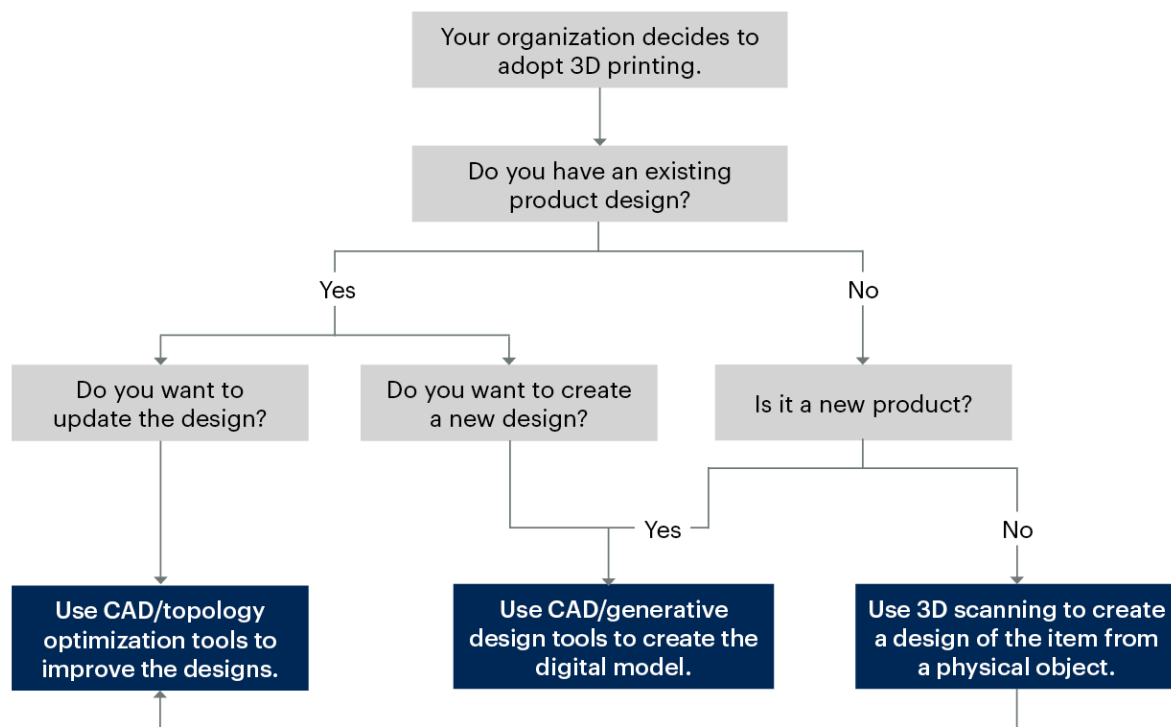 Your organization decides to
adopt 3D printing.
Do you have an existing
product design?
Yes
No
Do you want to
update the design?
Do you want to create
a new design?
Is it a new product?
Yes
No
Use CAD/topology
optimization tools to
improve the designs.
Use CAD/generative
design tools to create the
digital model.
Use 3D scanning to create
a design of the item from
a physical object.